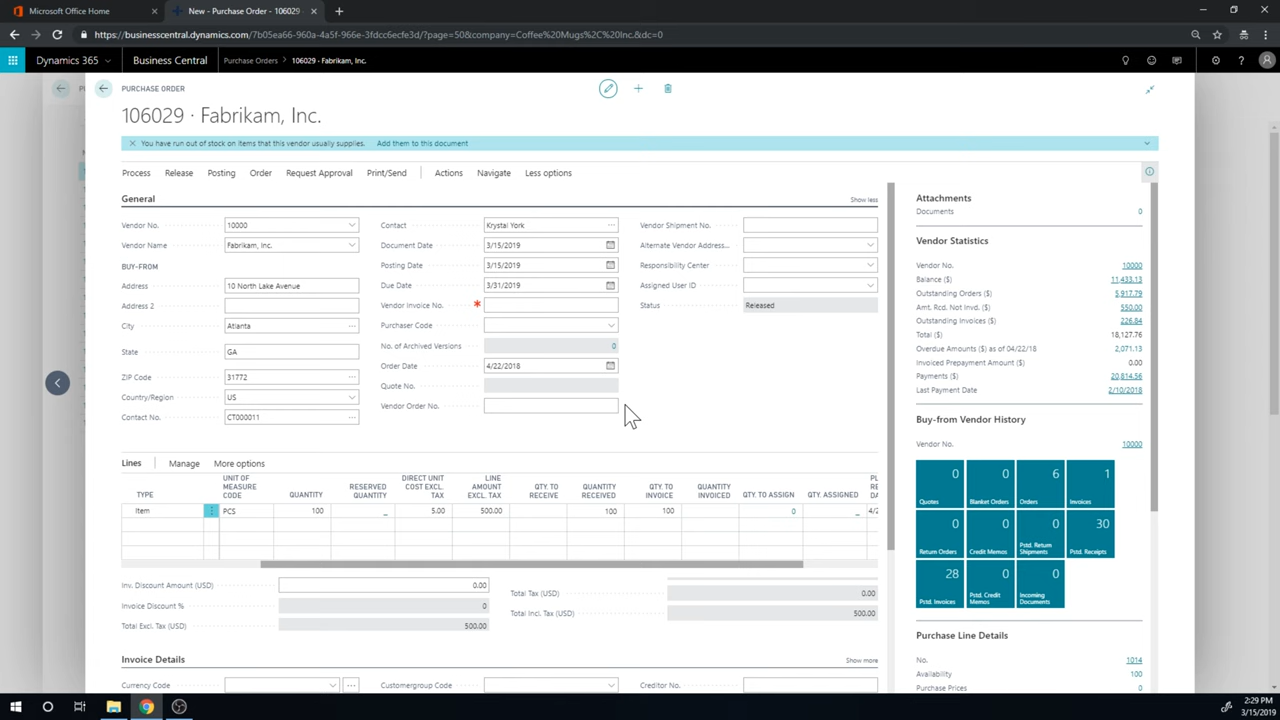 Microsoft Office Home
New - Purchase Order - 106029 ·
https://businesscentral.dynamics.com/7b05ea66-960a-4a5f-966e-3fdcc6ecfe3d/?page=50&company=Coffee%20Mugs%2C%20Inc.&dc=0
Dynamics 365
Business Central
Purchase Orders
106029 · Fabrikam, Inc.
PURCHASE ORDER
106029 · Fabrikam, Inc.
You have run out of stock on items that this vendor usually supplies. Add them to this document
Process Release Posting Order Request Approval Print/Send Actions Navigate Less options
General
Show less
Vendor No. 10000
Vendor Name Fabrikam, Inc.
BUY-FROM
Address 10 North Lake Avenue
Address 2
City Atlanta
State GA
ZIP Code 31772
Country/Region US
Contact No. CT000011
Contact Krystal York
Document Date 3/15/2019
Posting Date 3/15/2019
Due Date 3/31/2019
Vendor Invoice No. *
Purchaser Code
No. of Archived Versions 0
Order Date 4/22/2018
Quote No.
Vendor Order No.
Vendor Shipment No.
Alternate Vendor Address...
Responsibility Center
Assigned User ID
Status Released
Lines Manage More options
TYPE UNIT OF MEASURE CODE QUANTITY RESERVED QUANTITY DIRECT UNIT COST EXCL. TAX LINE AMOUNT EXCL. TAX QTY. TO RECEIVE QUANTITY RECEIVED QTY. TO INVOICE QUANTITY INVOICED QTY. TO ASSIGN QTY. ASSIGNED
Item PCS 100 _ 5.00 500.00 100 100 0 _ 4/2
Inv. Discount Amount (USD) 0.00
Invoice Discount % 0
Total Excl. Tax (USD) 500.00
Total Tax (USD) 0.00
Total Incl. Tax (USD) 500.00
Invoice Details
Show more
Currency Code
Customergroup Code
Creditor No.
Attachments
Documents 0
Vendor Statistics
Vendor No. 10000
Balance ($) 11,433.13
Outstanding Orders ($) 5,917.79
Amt. Rcd. Not Invd. ($) 550.00
Outstanding Invoices ($) 226.84
Total ($) 18,127.76
Overdue Amounts ($) as of 04/22/18 2,071.13
Invoiced Prepayment Amount ($) 0.00
Payments ($) 20,814.56
Last Payment Date 2/10/2018
Buy-from Vendor History
Vendor No. 10000
0 Quotes
0 Blanket Orders
6 Orders
1 Invoices
0 Return Orders
0 Credit Memos
0 Pstd. Return Shipments
30 Pstd. Receipts
28 Pstd. Invoices
0 Pstd. Credit Memos
0 Incoming Documents
Purchase Line Details
No. 1014
Availability 100
Purchase Prices 0
2:29 PM
3/15/2019